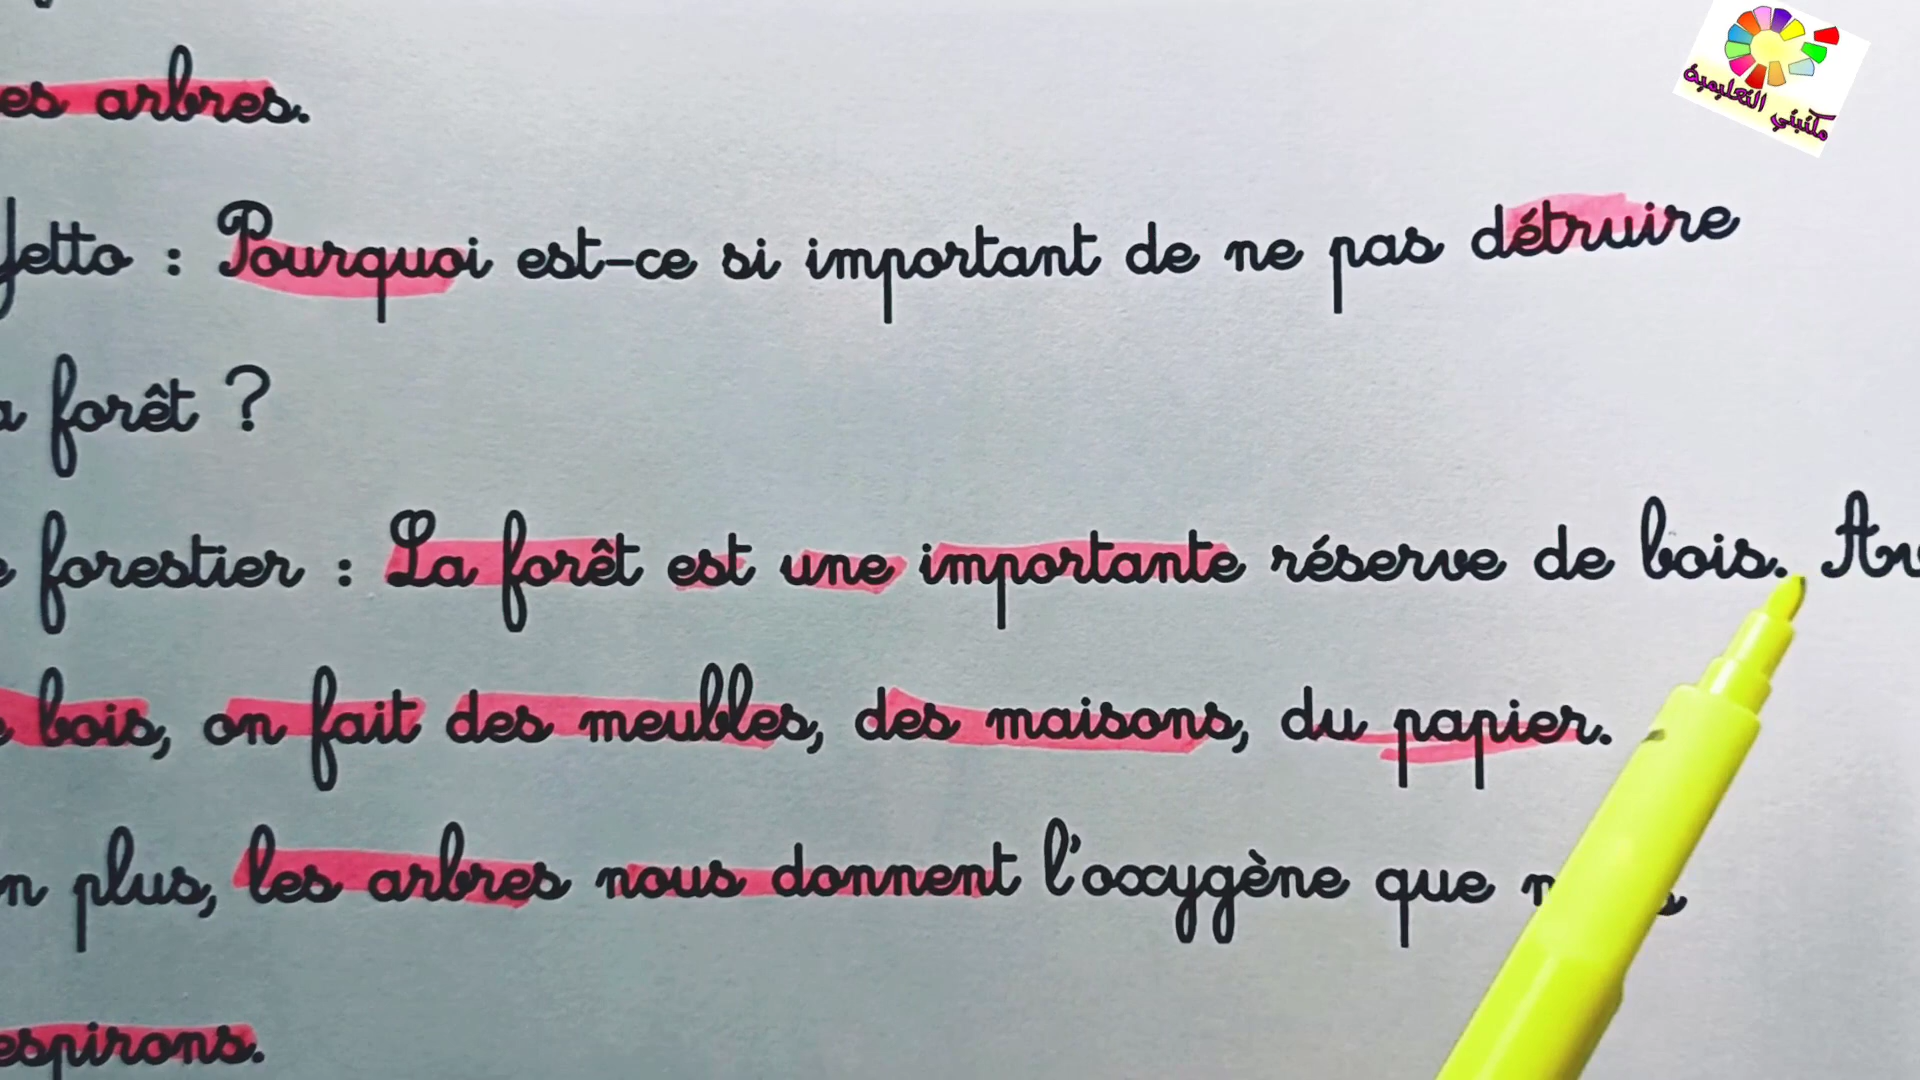 es arbres.
Jetto : Pourquoi est-ce si important de ne pas détruire
forêt ?
forestier : La forêt est une importante réserve de bois.
bois, on fait des meubles, des maisons, du papier.
plus, les arbres nous donnent l'oxygène que
espirons.
مكتبتي التعليمية